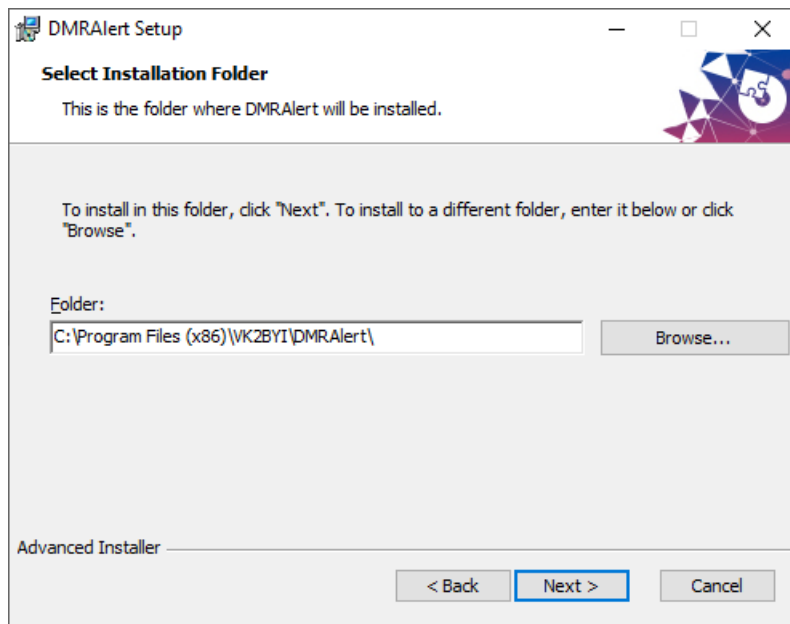 DMRAlert Setup
Select Installation Folder
This is the folder where DMRAlert will be installed.
To install in this folder, click "Next". To install to a different folder, enter it below or click
"Browse".
Folder:
C:\Program Files (x86)\VK2BYI\DMRAlert\
Browse...
Advanced Installer
< Back
Next >
Cancel